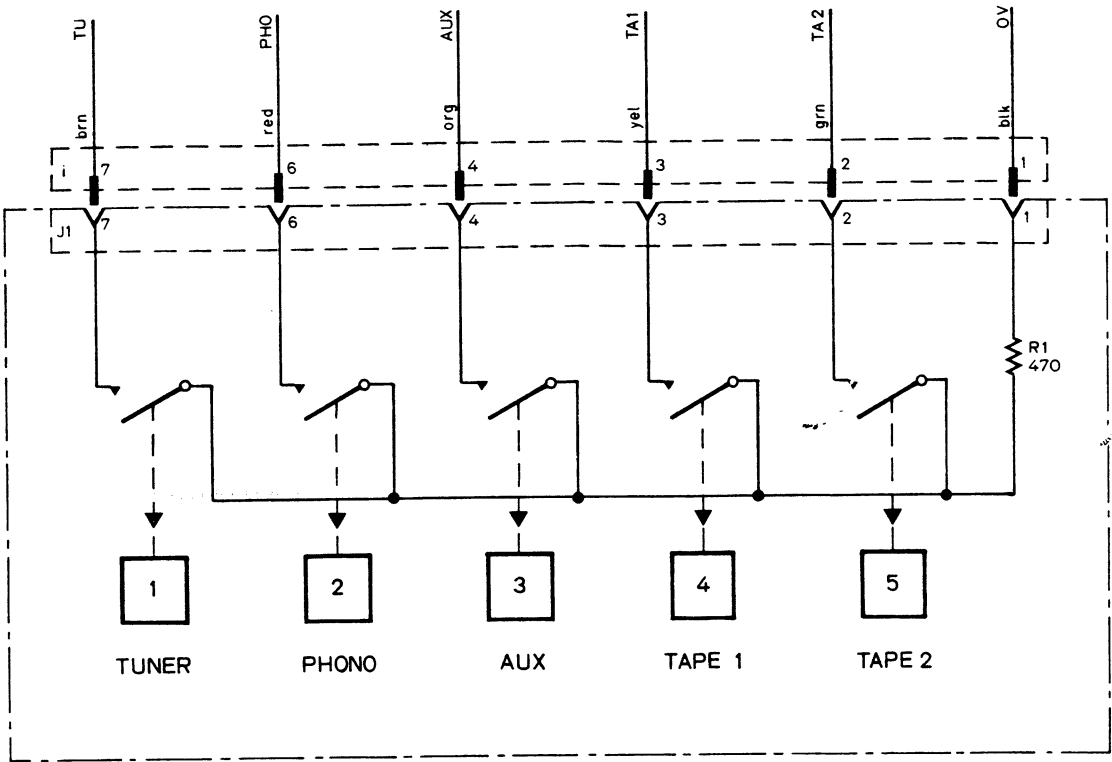 TU PHO AUX TA1 TA2 OV
brn red org yel grn blk
i 7 6 4 3 2 1
J1 7 6 4 3 2 1
R1
470
1 2 3 4 5
TUNER PHONO AUX TAPE 1 TAPE 2